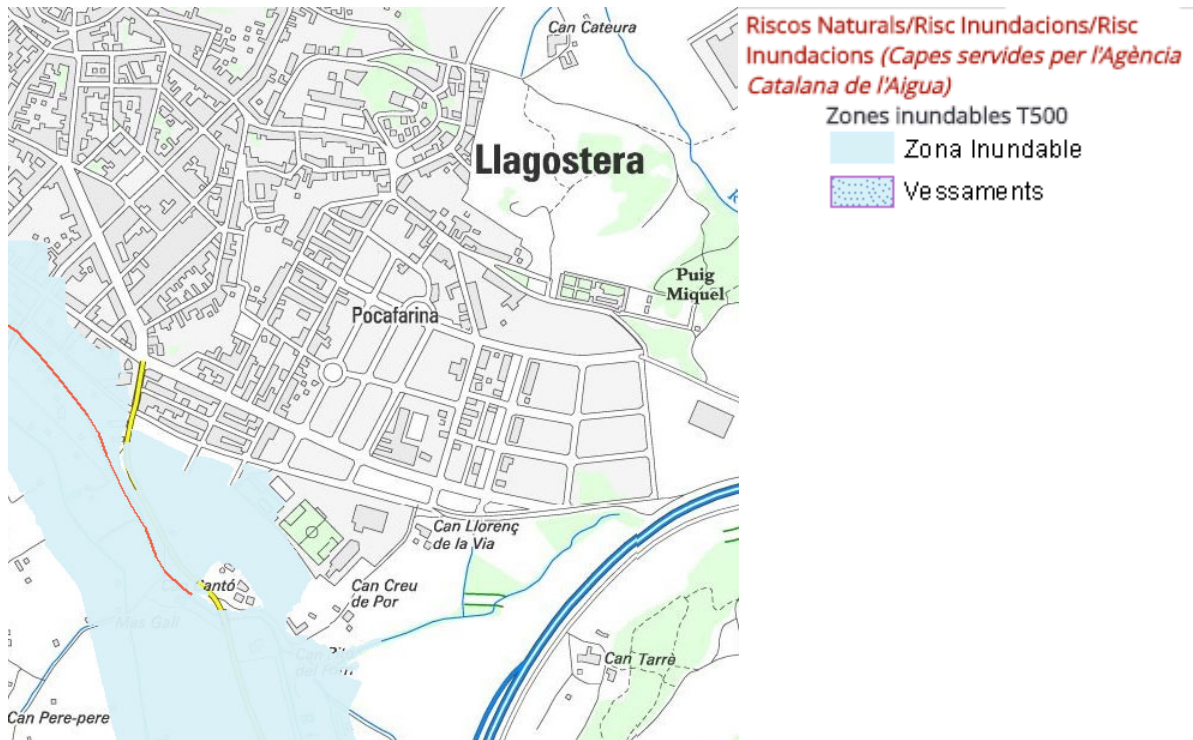 Can Cateura
Llagostera
Puig
Miquel
Pocafarina
Can Llorenç
de la Via
Can Creu
de Por
Mas Gall
Can Tarrè
Can Pere-pere
Riscos Naturals/Risc Inundacions/Risc
Inundacions (Capes servides per l'Agència
Catalana de l'Aigua)
Zones inundables T500
Zona Inundable
Vessaments